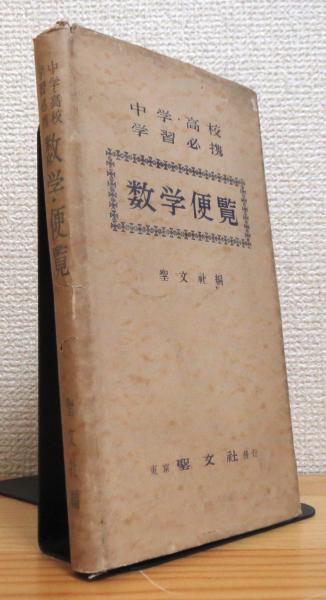 中学・高校
学習必携
数学便覧
聖文社編
東京 聖文社 発行
中学高校
学習必携
数学・便覧
聖文社編